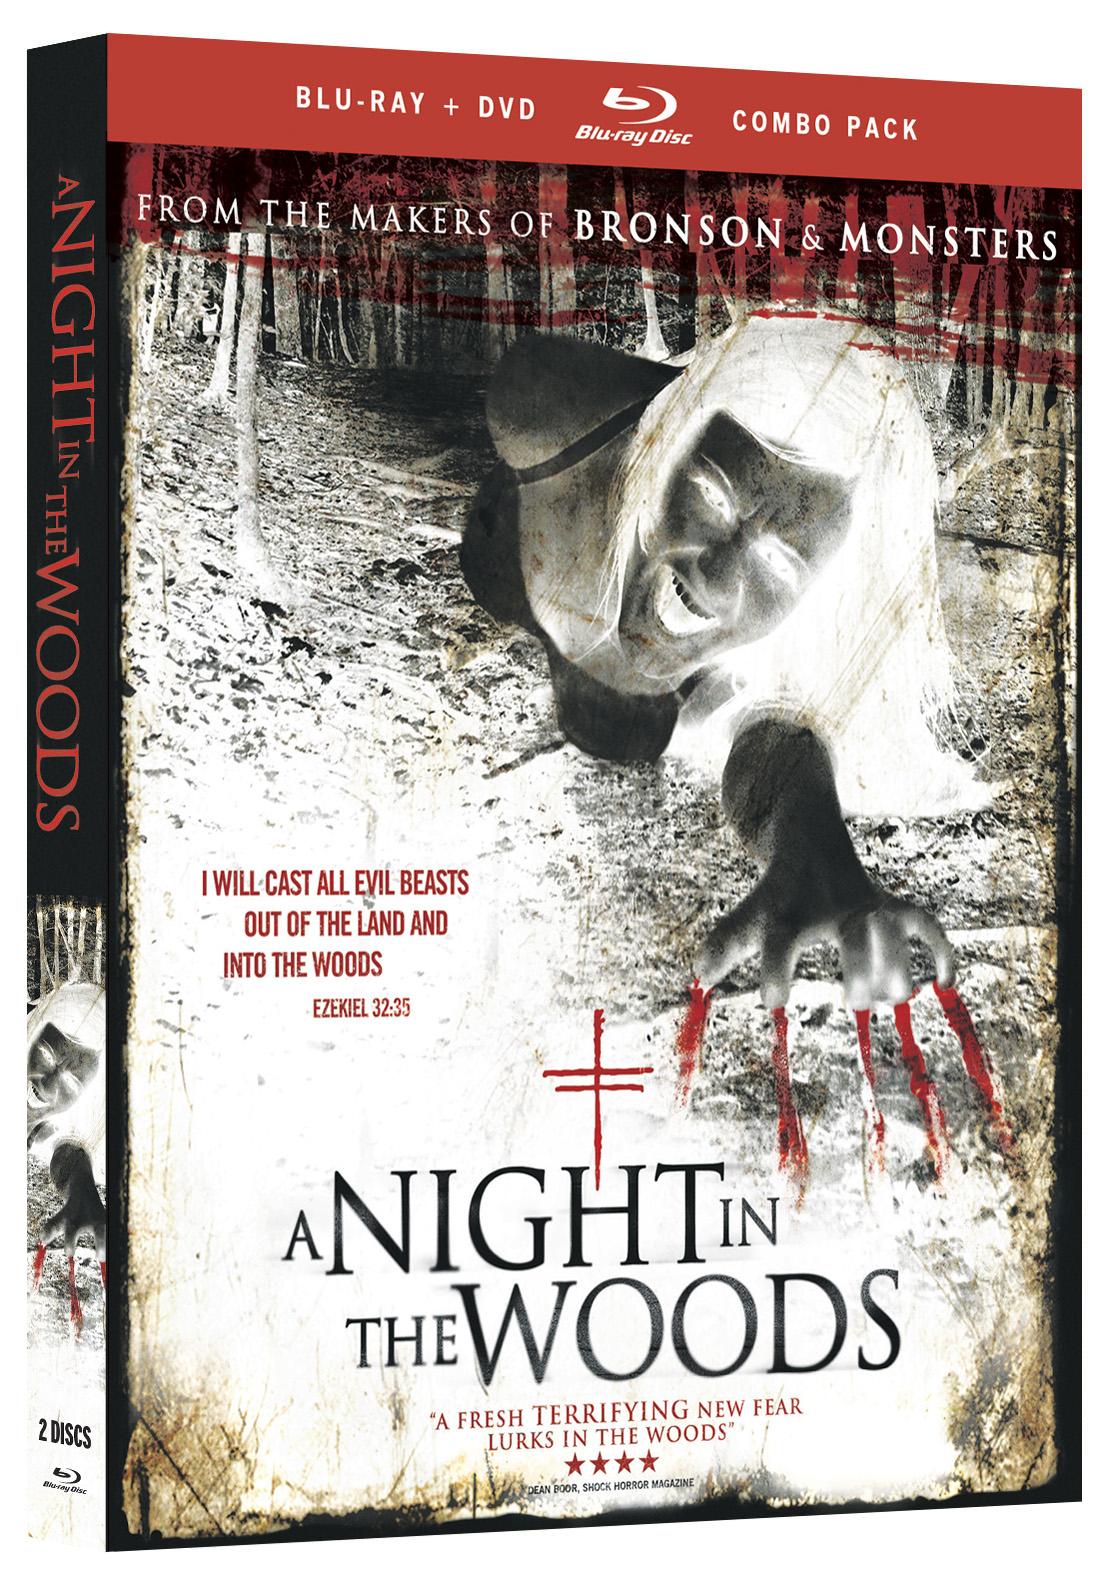 BLU-RAY + DVD
Blu-ray Disc
COMBO PACK
FROM THE MAKERS OF BRONSON & MONSTERS
I WILL CAST ALL EVIL BEASTS
OUT OF THE LAND AND
INTO THE WOODS
EZEKIEL 32:35
A NIGHT IN
THE WOODS
"A FRESH TERRIFYING NEW FEAR
LURKS IN THE WOODS"
DEAN BOOR, SHOCK HORROR MAGAZINE
A NIGHT IN THE WOODS
2 DISCS
Blu-ray Disc